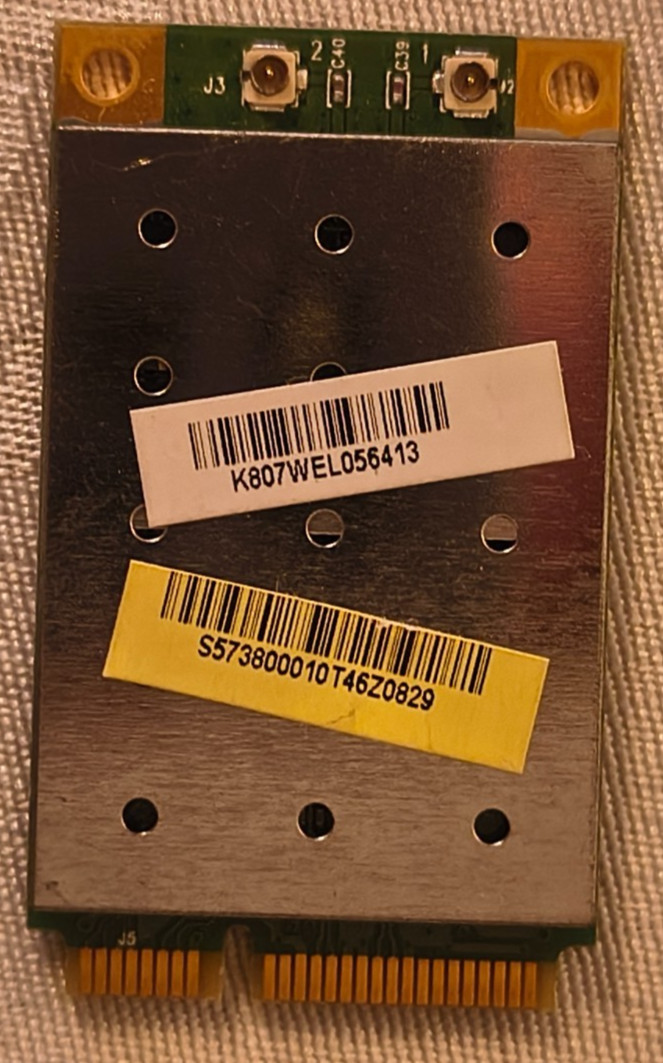 2 C40 C39 1
J3 J2
K807WEL056413
S573800010T46Z0829
J5